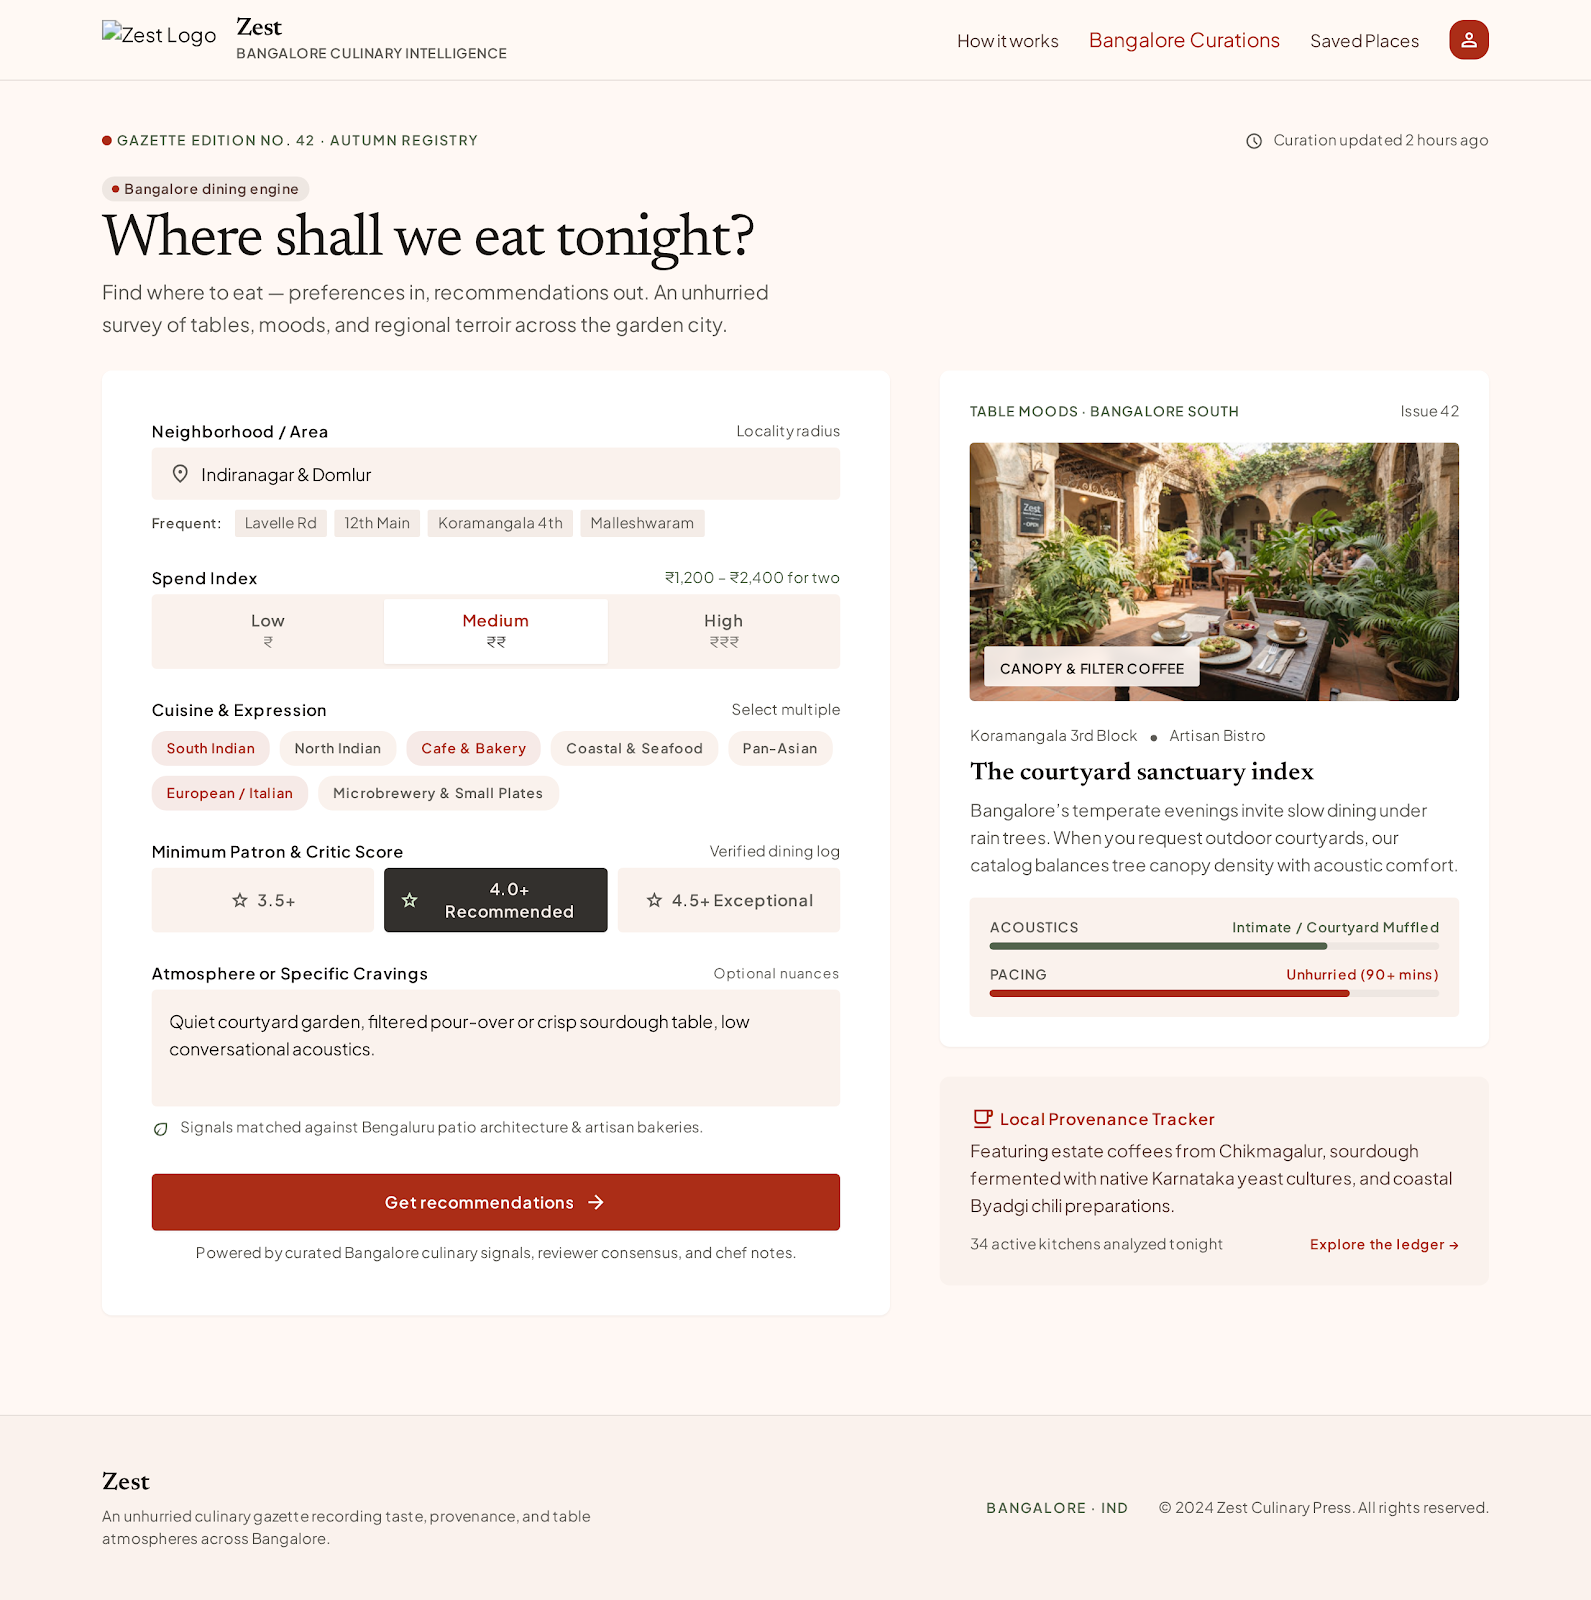 Zest Logo
Zest
BANGALORE CULINARY INTELLIGENCE
How it works
Bangalore Curations
Saved Places
GAZETTE EDITION NO. 42 · AUTUMN REGISTRY
Curation updated 2 hours ago
Bangalore dining engine
Where shall we eat tonight?
Find where to eat — preferences in, recommendations out. An unhurried
survey of tables, moods, and regional terroir across the garden city.
Neighborhood / Area
Locality radius
Indiranagar & Domlur
Frequent:
Lavelle Rd
12th Main
Koramangala 4th
Malleshwaram
Spend Index
₹1,200 – ₹2,400 for two
Low
₹
Medium
₹₹
High
₹₹₹
Cuisine & Expression
Select multiple
South Indian
North Indian
Cafe & Bakery
Coastal & Seafood
Pan-Asian
European / Italian
Microbrewery & Small Plates
Minimum Patron & Critic Score
Verified dining log
3.5+
4.0+
Recommended
4.5+ Exceptional
Atmosphere or Specific Cravings
Optional nuances
Quiet courtyard garden, filtered pour-over or crisp sourdough table, low
conversational acoustics.
Signals matched against Bengaluru patio architecture & artisan bakeries.
Get recommendations →
Powered by curated Bangalore culinary signals, reviewer consensus, and chef notes.
TABLE MOODS · BANGALORE SOUTH
Issue 42
Zest
OPEN
CANOPY & FILTER COFFEE
Koramangala 3rd Block • Artisan Bistro
The courtyard sanctuary index
Bangalore's temperate evenings invite slow dining under
rain trees. When you request outdoor courtyards, our
catalog balances tree canopy density with acoustic comfort.
ACOUSTICS
Intimate / Courtyard Muffled
PACING
Unhurried (90+ mins)
Local Provenance Tracker
Featuring estate coffees from Chikmagalur, sourdough
fermented with native Karnataka yeast cultures, and coastal
Byadgi chili preparations.
34 active kitchens analyzed tonight
Explore the ledger →
Zest
An unhurried culinary gazette recording taste, provenance, and table
atmospheres across Bangalore.
BANGALORE · IND
© 2024 Zest Culinary Press. All rights reserved.